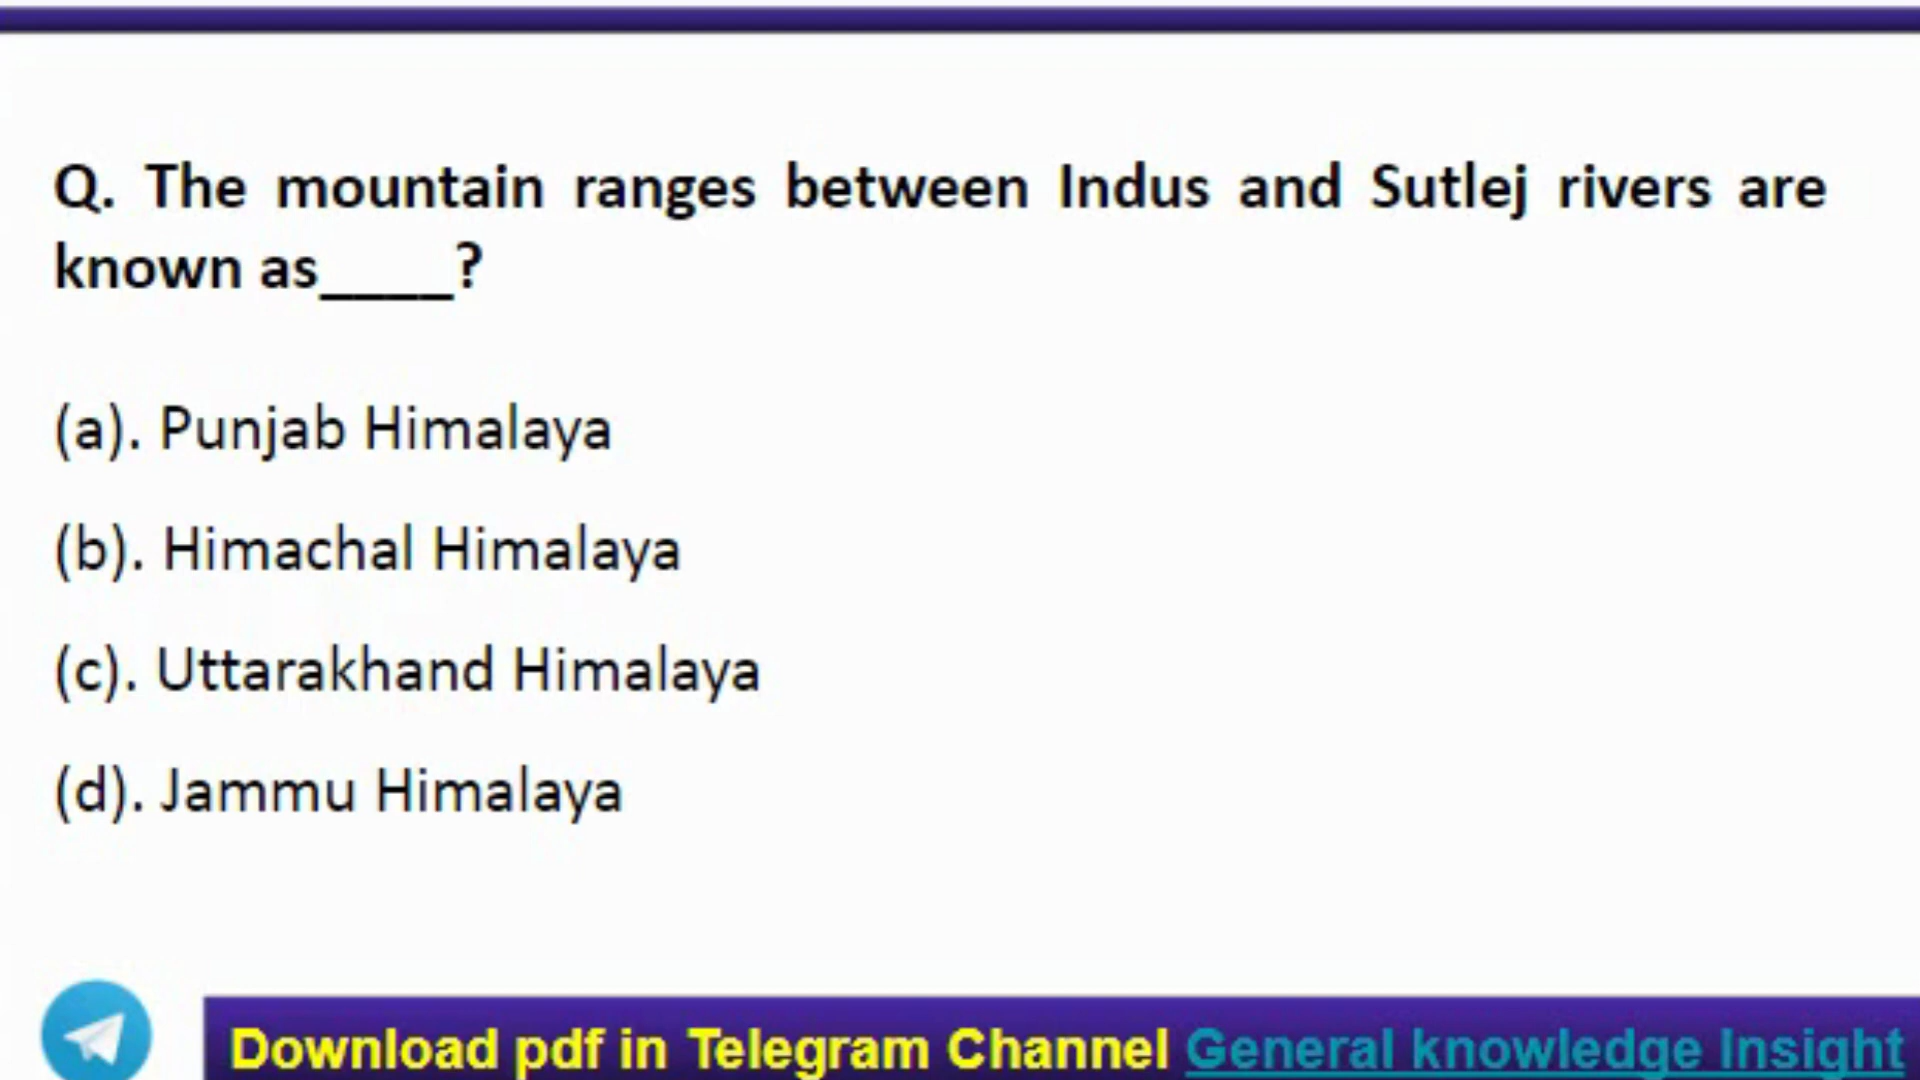 Q. The mountain ranges between Indus and Sutlej rivers are
known as____?
(a). Punjab Himalaya
(b). Himachal Himalaya
(c). Uttarakhand Himalaya
(d). Jammu Himalaya
Download pdf in Telegram Channel General knowledge Insight